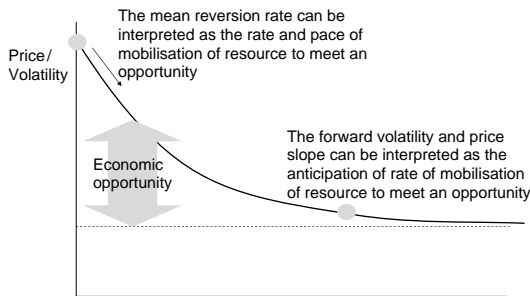 The mean reversion rate can be
interpreted as the rate and pace of
mobilisation of resource to meet an
opportunity
Price/
Volatility
The forward volatility and price
slope can be interpreted as the
anticipation of rate of mobilisation
of resource to meet an opportunity
Economic
opportunity